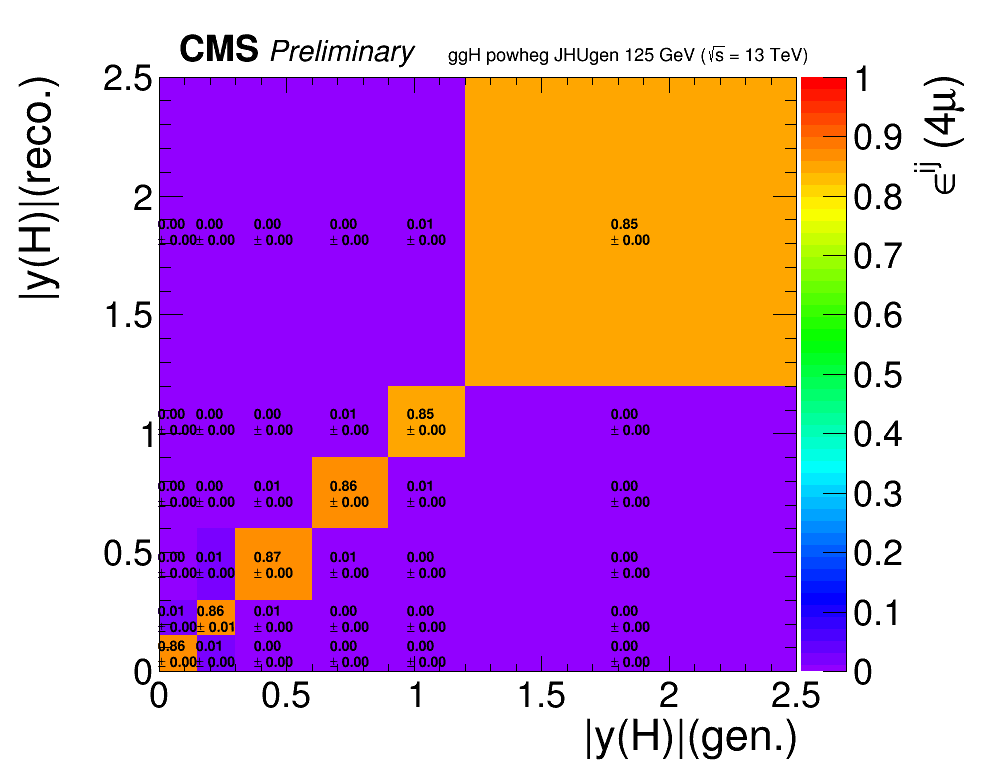 CMS Preliminary ggH powheg JHUgen 125 GeV (√s = 13 TeV)
|y(H)|(reco.)
2.5
2
1.5
1
0.5
0
0.00 0.00 0.00 0.00 0.01 0.85
± 0.00 ± 0.00 ± 0.00 ± 0.00 ± 0.00 ± 0.00
0.00 0.00 0.00 0.01 0.85 0.00
± 0.00 ± 0.00 ± 0.00 ± 0.00 ± 0.00 ± 0.00
0.00 0.00 0.01 0.86 0.01 0.00
± 0.00 ± 0.00 ± 0.00 ± 0.00 ± 0.00 ± 0.00
0.00 0.01 0.87 0.01 0.00 0.00
± 0.00 ± 0.00 ± 0.00 ± 0.00 ± 0.00 ± 0.00
0.01 0.86 0.01 0.00 0.00 0.00
± 0.00 ± 0.01 ± 0.00 ± 0.00 ± 0.00 ± 0.00
0.86 0.01 0.00 0.00 0.00 0.00
± 0.00 ± 0.00 ± 0.00 ± 0.00 ± 0.00 ± 0.00
0 0.5 1 1.5 2 2.5
|y(H)|(gen.)
1
0.9
0.8
0.7
0.6
0.5
0.4
0.3
0.2
0.1
0
∈ij (4μ)